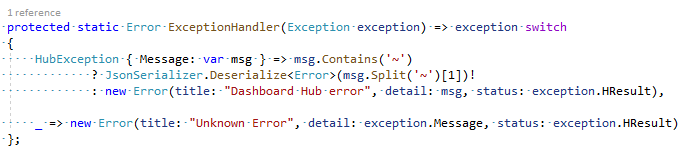 1 reference
protected static Error ExceptionHandler(Exception exception) => exception switch
{
    HubException { Message: var msg } => msg.Contains('~')
            ? JsonSerializer.Deserialize<Error>(msg.Split('~')[1])!
            : new Error(title: "Dashboard Hub error", detail: msg, status: exception.HResult),
    _ => new Error(title: "Unknown Error", detail: exception.Message, status: exception.HResult)
};